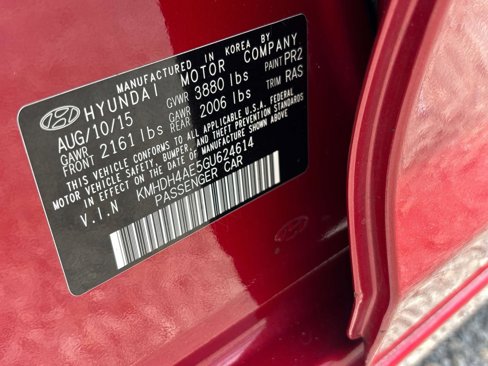 MANUFACTURED IN KOREA BY
HYUNDAI MOTOR COMPANY
AUG/10/15 GVWR 3880 lbs PAINT PR2
GAWR FRONT 2161 lbs GAWR REAR 2006 lbs TRIM RAS
THIS VEHICLE CONFORMS TO ALL APPLICABLE U.S.A. FEDERAL
MOTOR VEHICLE SAFETY, BUMPER, AND THEFT PREVENTION STANDARDS
IN EFFECT ON THE DATE OF MANUFACTURE SHOWN ABOVE.
V.I.N KMHDH4AE5GU624614
PASSENGER CAR